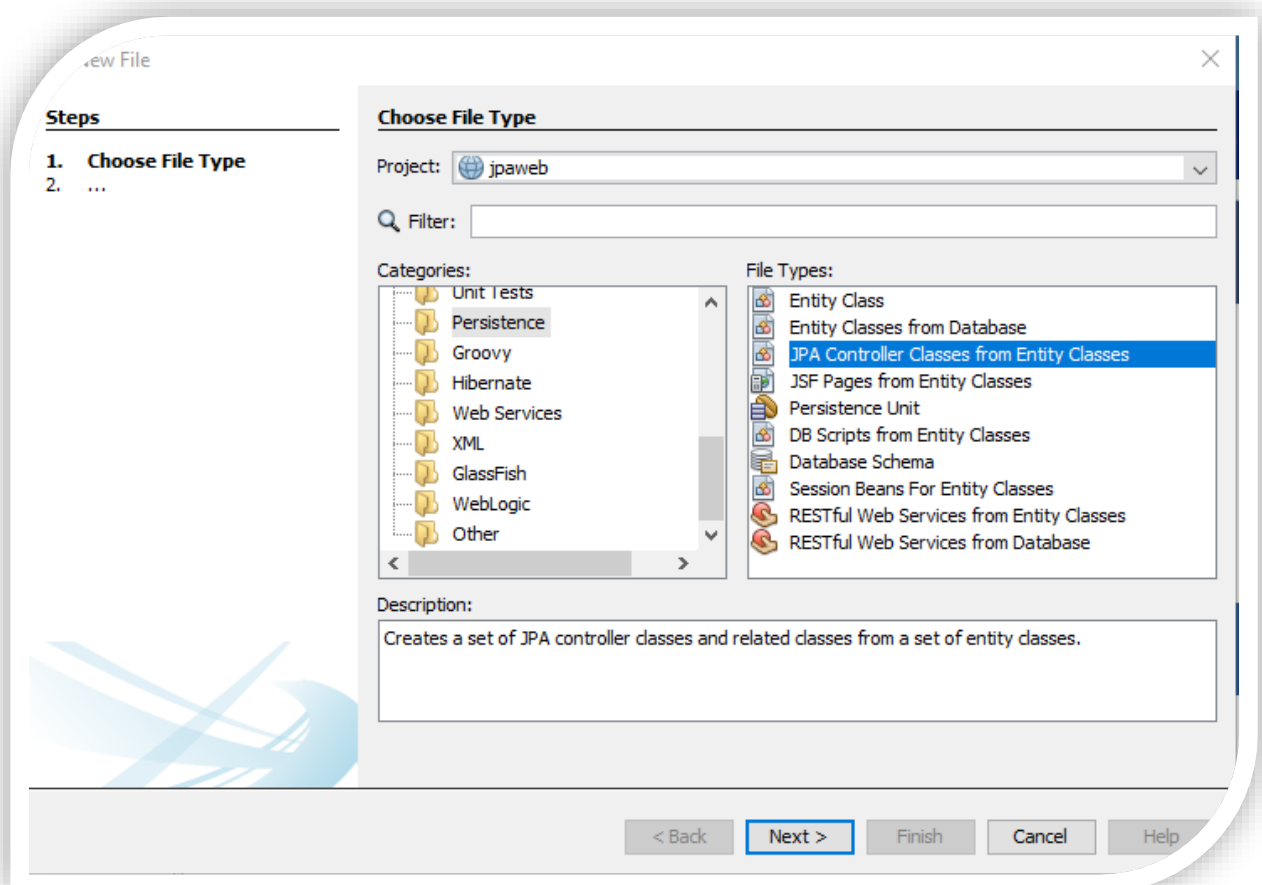 New File
Steps
1. Choose File Type
2. ...
Choose File Type
Project: jpaweb
Filter:
Categories:
Unit Tests
Persistence
Groovy
Hibernate
Web Services
XML
GlassFish
WebLogic
Other
File Types:
Entity Class
Entity Classes from Database
JPA Controller Classes from Entity Classes
JSF Pages from Entity Classes
Persistence Unit
DB Scripts from Entity Classes
Database Schema
Session Beans For Entity Classes
RESTful Web Services from Entity Classes
RESTful Web Services from Database
Description:
Creates a set of JPA controller classes and related classes from a set of entity classes.
< Back Next > Finish Cancel Help